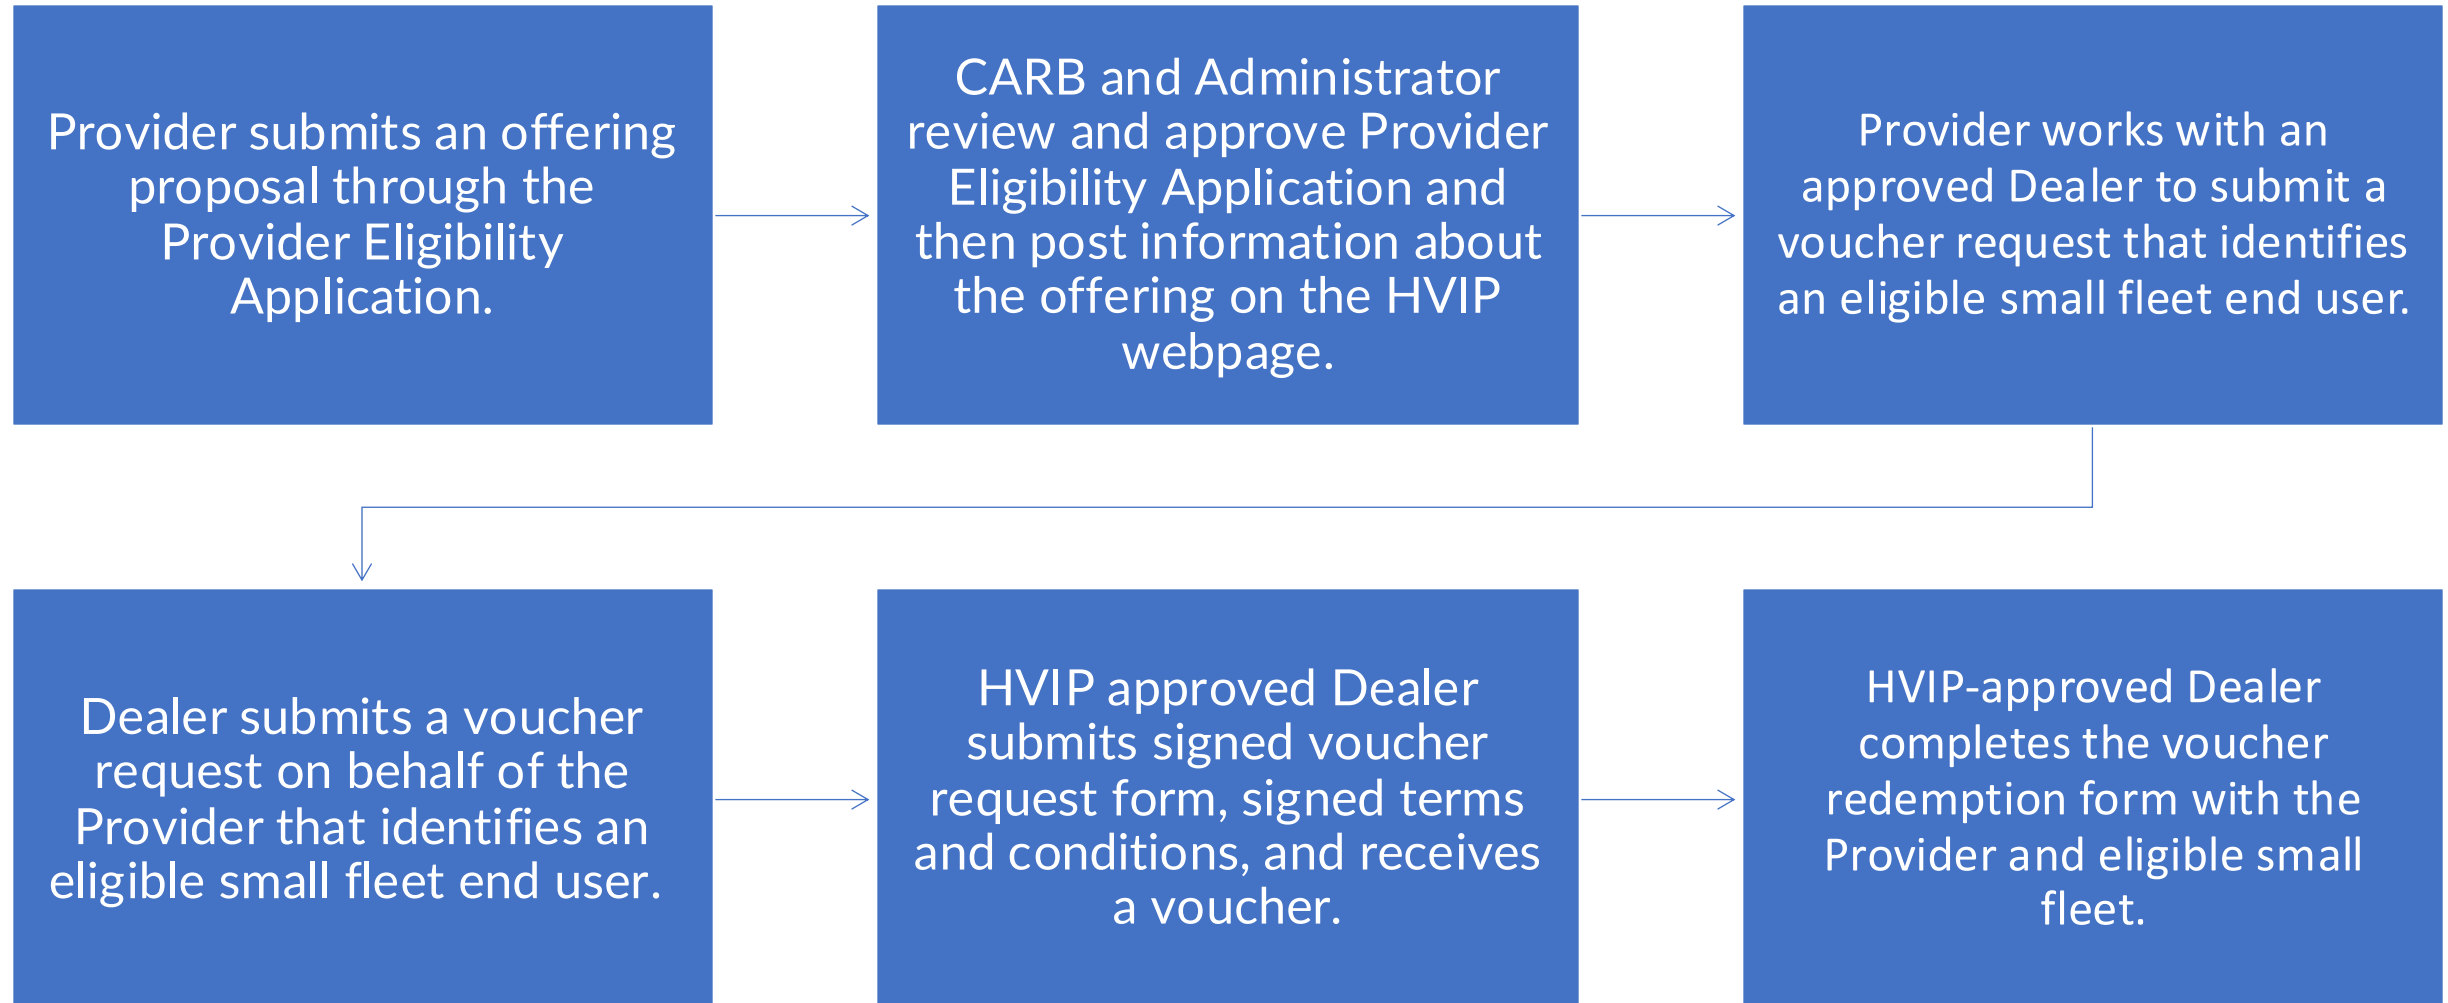 Provider submits an offering
proposal through the
Provider Eligibility
Application.
CARB and Administrator
review and approve Provider
Eligibility Application and
then post information about
the offering on the HVIP
webpage.
Provider works with an
approved Dealer to submit a
voucher request that identifies
an eligible small fleet end user.
Dealer submits a voucher
request on behalf of the
Provider that identifies an
eligible small fleet end user.
HVIP approved Dealer
submits signed voucher
request form, signed terms
and conditions, and receives
a voucher.
HVIP-approved Dealer
completes the voucher
redemption form with the
Provider and eligible small
fleet.